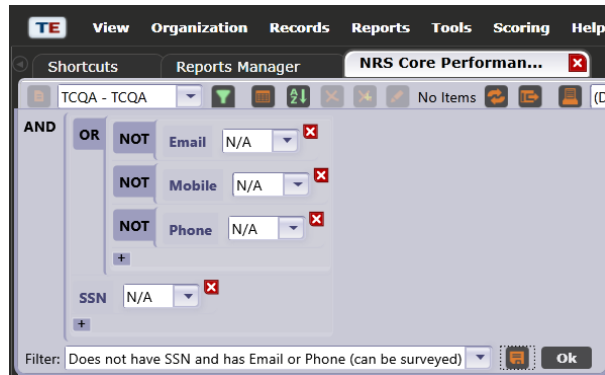 TE View Organization Records Reports Tools Scoring Help
Shortcuts Reports Manager NRS Core Performan...
TCQA - TCQA No Items
AND OR NOT Email N/A
NOT Mobile N/A
NOT Phone N/A
+
SSN N/A
+
Filter: Does not have SSN and has Email or Phone (can be surveyed) Ok